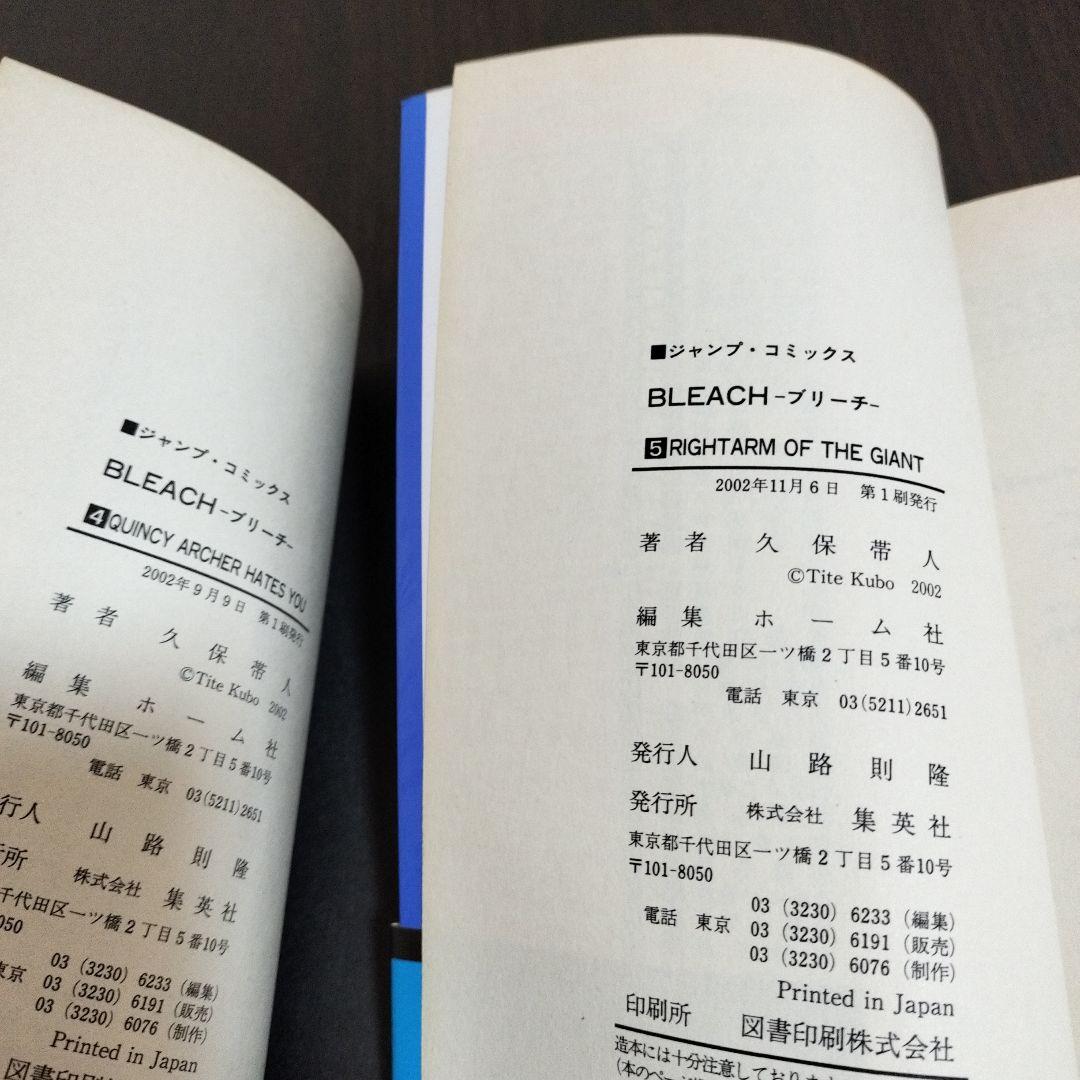 ■ジャンプ・コミックス
BLEACH-ブリーチ-
4 QUINCY ARCHER HATES YOU
2002年9月9日 第1刷発行
著者 久保帯人
©Tite Kubo 2002
編集 ホーム社
東京都千代田区一ツ橋2丁目5番10号
〒101-8050
電話 東京 03(5211)2651
行人 山路則隆
所 株式会社 集英社
千代田区一ツ橋2丁目5番10号
050
03 (3230) 6233 (編集)
東京 03 (3230) 6191 (販売)
03 (3230) 6076 (制作)
Printed in Japan
図書印刷
■ジャンプ・コミックス
BLEACH-ブリーチ-
5 RIGHTARM OF THE GIANT
2002年11月6日 第1刷発行
著者 久保帯人
©Tite Kubo 2002
編集 ホーム社
東京都千代田区一ツ橋2丁目5番10号
〒101-8050
電話 東京 03(5211)2651
発行人 山路則隆
発行所 株式会社 集英社
東京都千代田区一ツ橋2丁目5番10号
〒101-8050
03 (3230) 6233 (編集)
電話 東京 03 (3230) 6191 (販売)
03 (3230) 6076 (制作)
Printed in Japan
印刷所 図書印刷株式会社
造本には十分注意しておりま
(本のページ